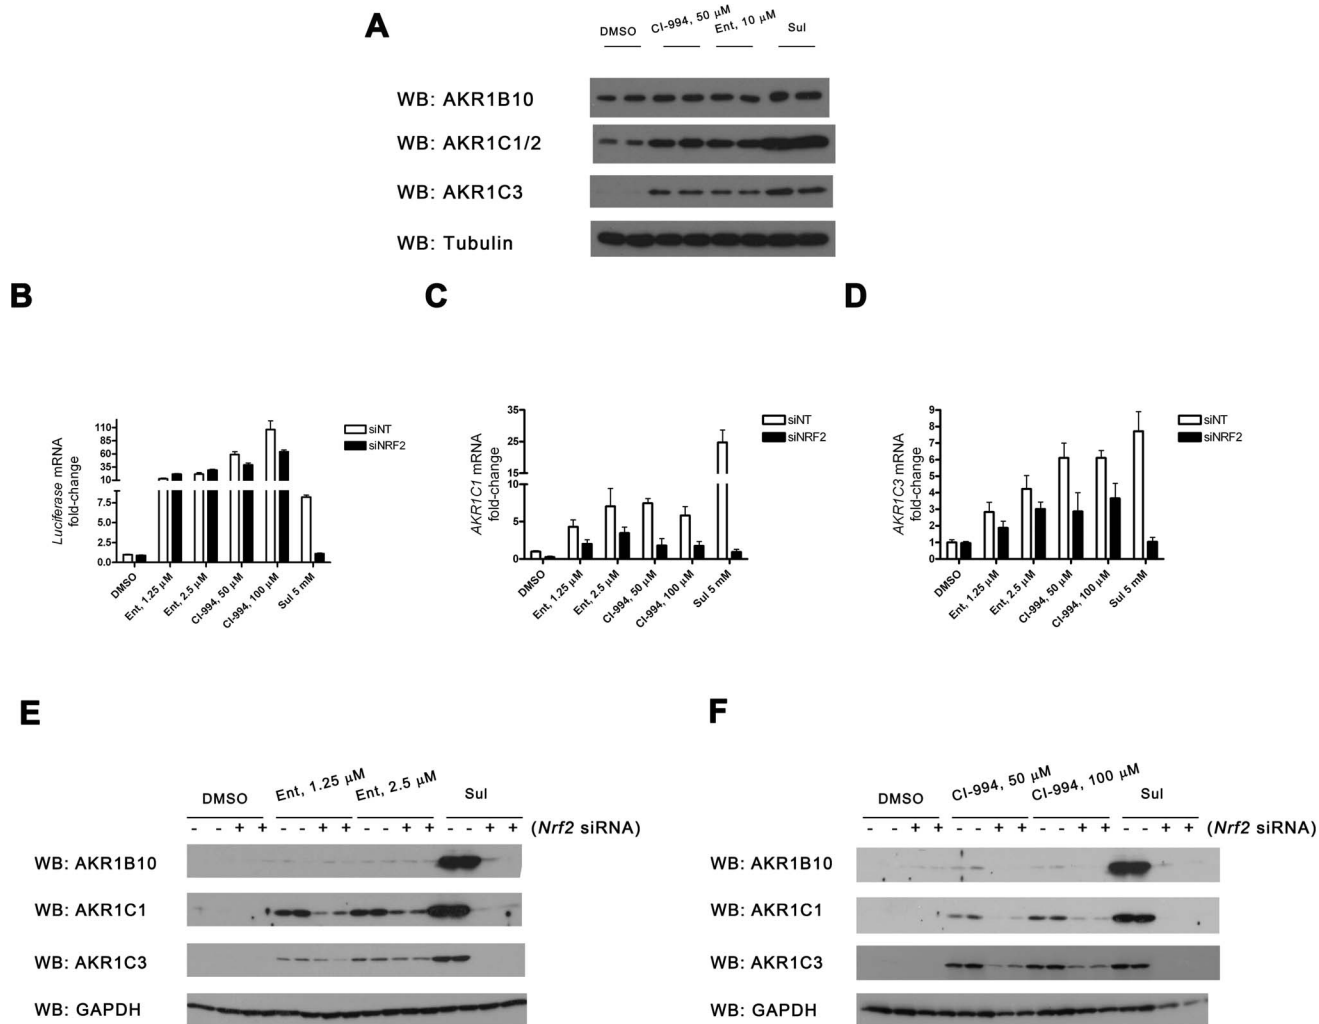 A
DMSO CI-994, 50 μM Ent, 10 μM Sul
WB: AKR1B10
WB: AKR1C1/2
WB: AKR1C3
WB: Tubulin
B
Luciferase mRNA
fold-change
110
85
60
35
10
7.5
5.0
2.5
0.0
siNT
siNRF2
DMSO Ent, 1.25 μM Ent, 2.5 μM CI-994, 50 μM CI-994, 100 μM Sul 5 mM
C
AKR1C1 mRNA
fold-change
35
25
15
10
5
0
siNT
siNRF2
DMSO Ent, 1.25 μM Ent, 2.5 μM CI-994, 50 μM CI-994, 100 μM Sul 5 mM
D
AKR1C3 mRNA
fold-change
9
8
7
6
5
4
3
2
1
0
siNT
siNRF2
DMSO Ent, 1.25 μM Ent, 2.5 μM CI-994, 50 μM CI-994, 100 μM Sul 5 mM
E
DMSO Ent, 1.25 μM Ent, 2.5 μM Sul
- - + + - - + + - - + + - - + + (Nrf2 siRNA)
WB: AKR1B10
WB: AKR1C1
WB: AKR1C3
WB: GAPDH
F
DMSO CI-994, 50 μM CI-994, 100 μM Sul
- - + + - - + + - - + + - - + + (Nrf2 siRNA)
WB: AKR1B10
WB: AKR1C1
WB: AKR1C3
WB: GAPDH